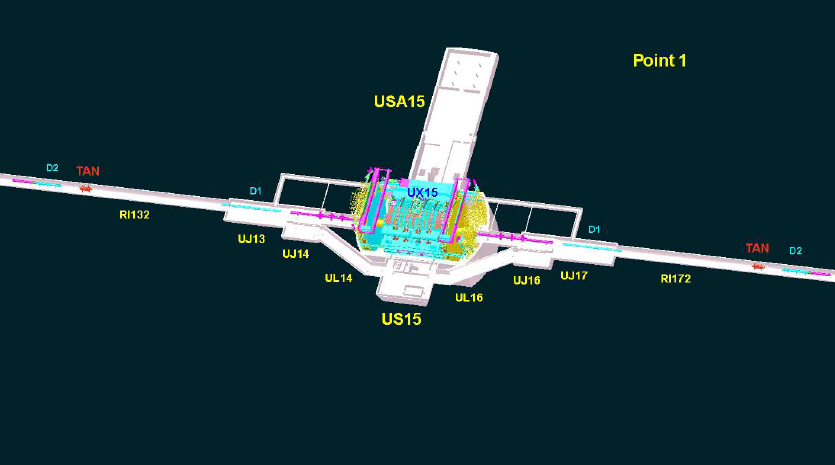 Point 1
USA15
D2
TAN
UX15
D1
RI132
D1
UJ13
UJ14
TAN
D2
UL14
UJ16
UJ17
RI172
UL16
US15